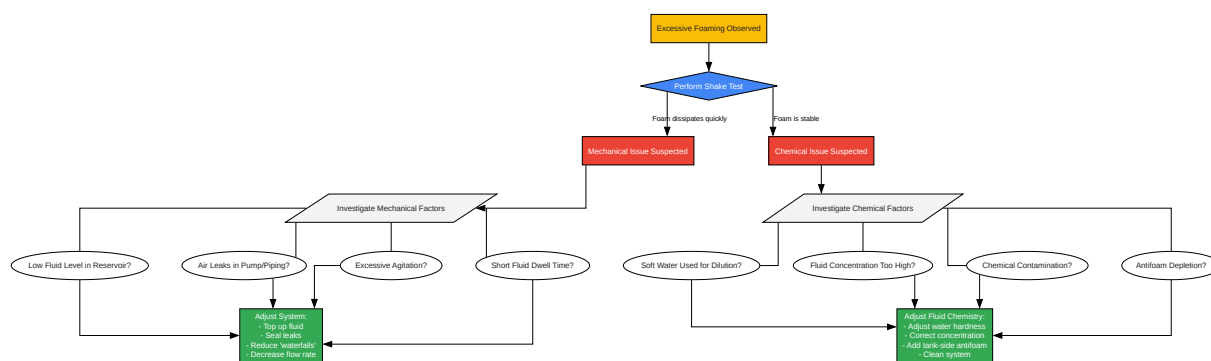 Excessive Foaming Observed
Perform Shake Test
Foam dissipates quickly
Foam is stable
Mechanical Issue Suspected
Chemical Issue Suspected
Investigate Mechanical Factors
Investigate Chemical Factors
Low Fluid Level in Reservoir?
Air Leaks in Pump/Piping?
Excessive Agitation?
Short Fluid Dwell Time?
Soft Water Used for Dilution?
Fluid Concentration Too High?
Chemical Contamination?
Antifoam Depletion?
Adjust System:
- Top up fluid
- Seal leaks
- Reduce 'waterfalls'
- Decrease flow rate
Adjust Fluid Chemistry:
- Adjust water hardness
- Correct concentration
- Add tank-side antifoam
- Clean system